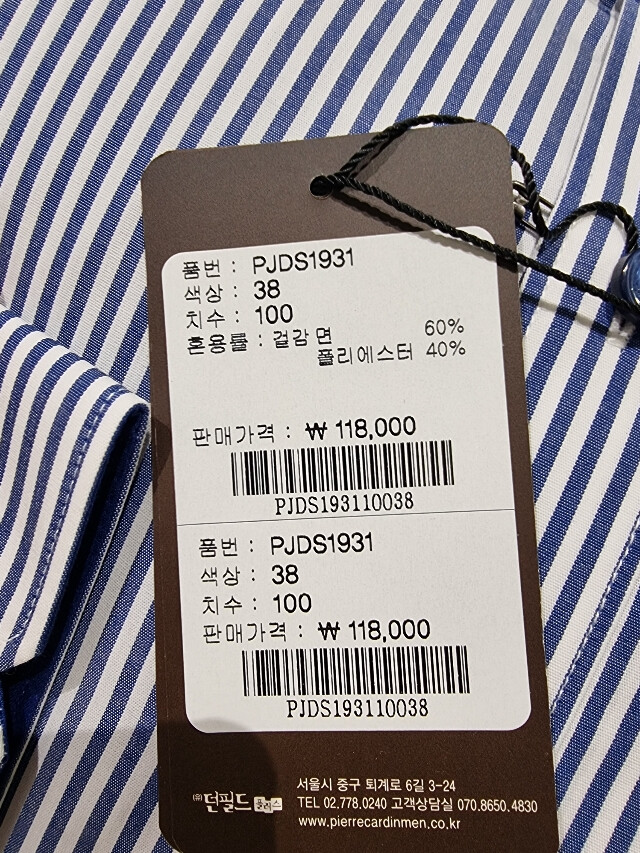 품번 : PJDS1931
색상 : 38
치수 : 100
혼용률 : 겉감 면 60%
폴리에스터 40%
판매가격 : ₩ 118,000
PJDS193110038
품번 : PJDS1931
색상 : 38
치수 : 100
판매가격 : ₩ 118,000
PJDS193110038
서울시 중구 퇴계로 6길 3-24
㈜던필드플러스 TEL 02.778.0240 고객상담실 070.8650.4830
www.pierrecardinmen.co.kr